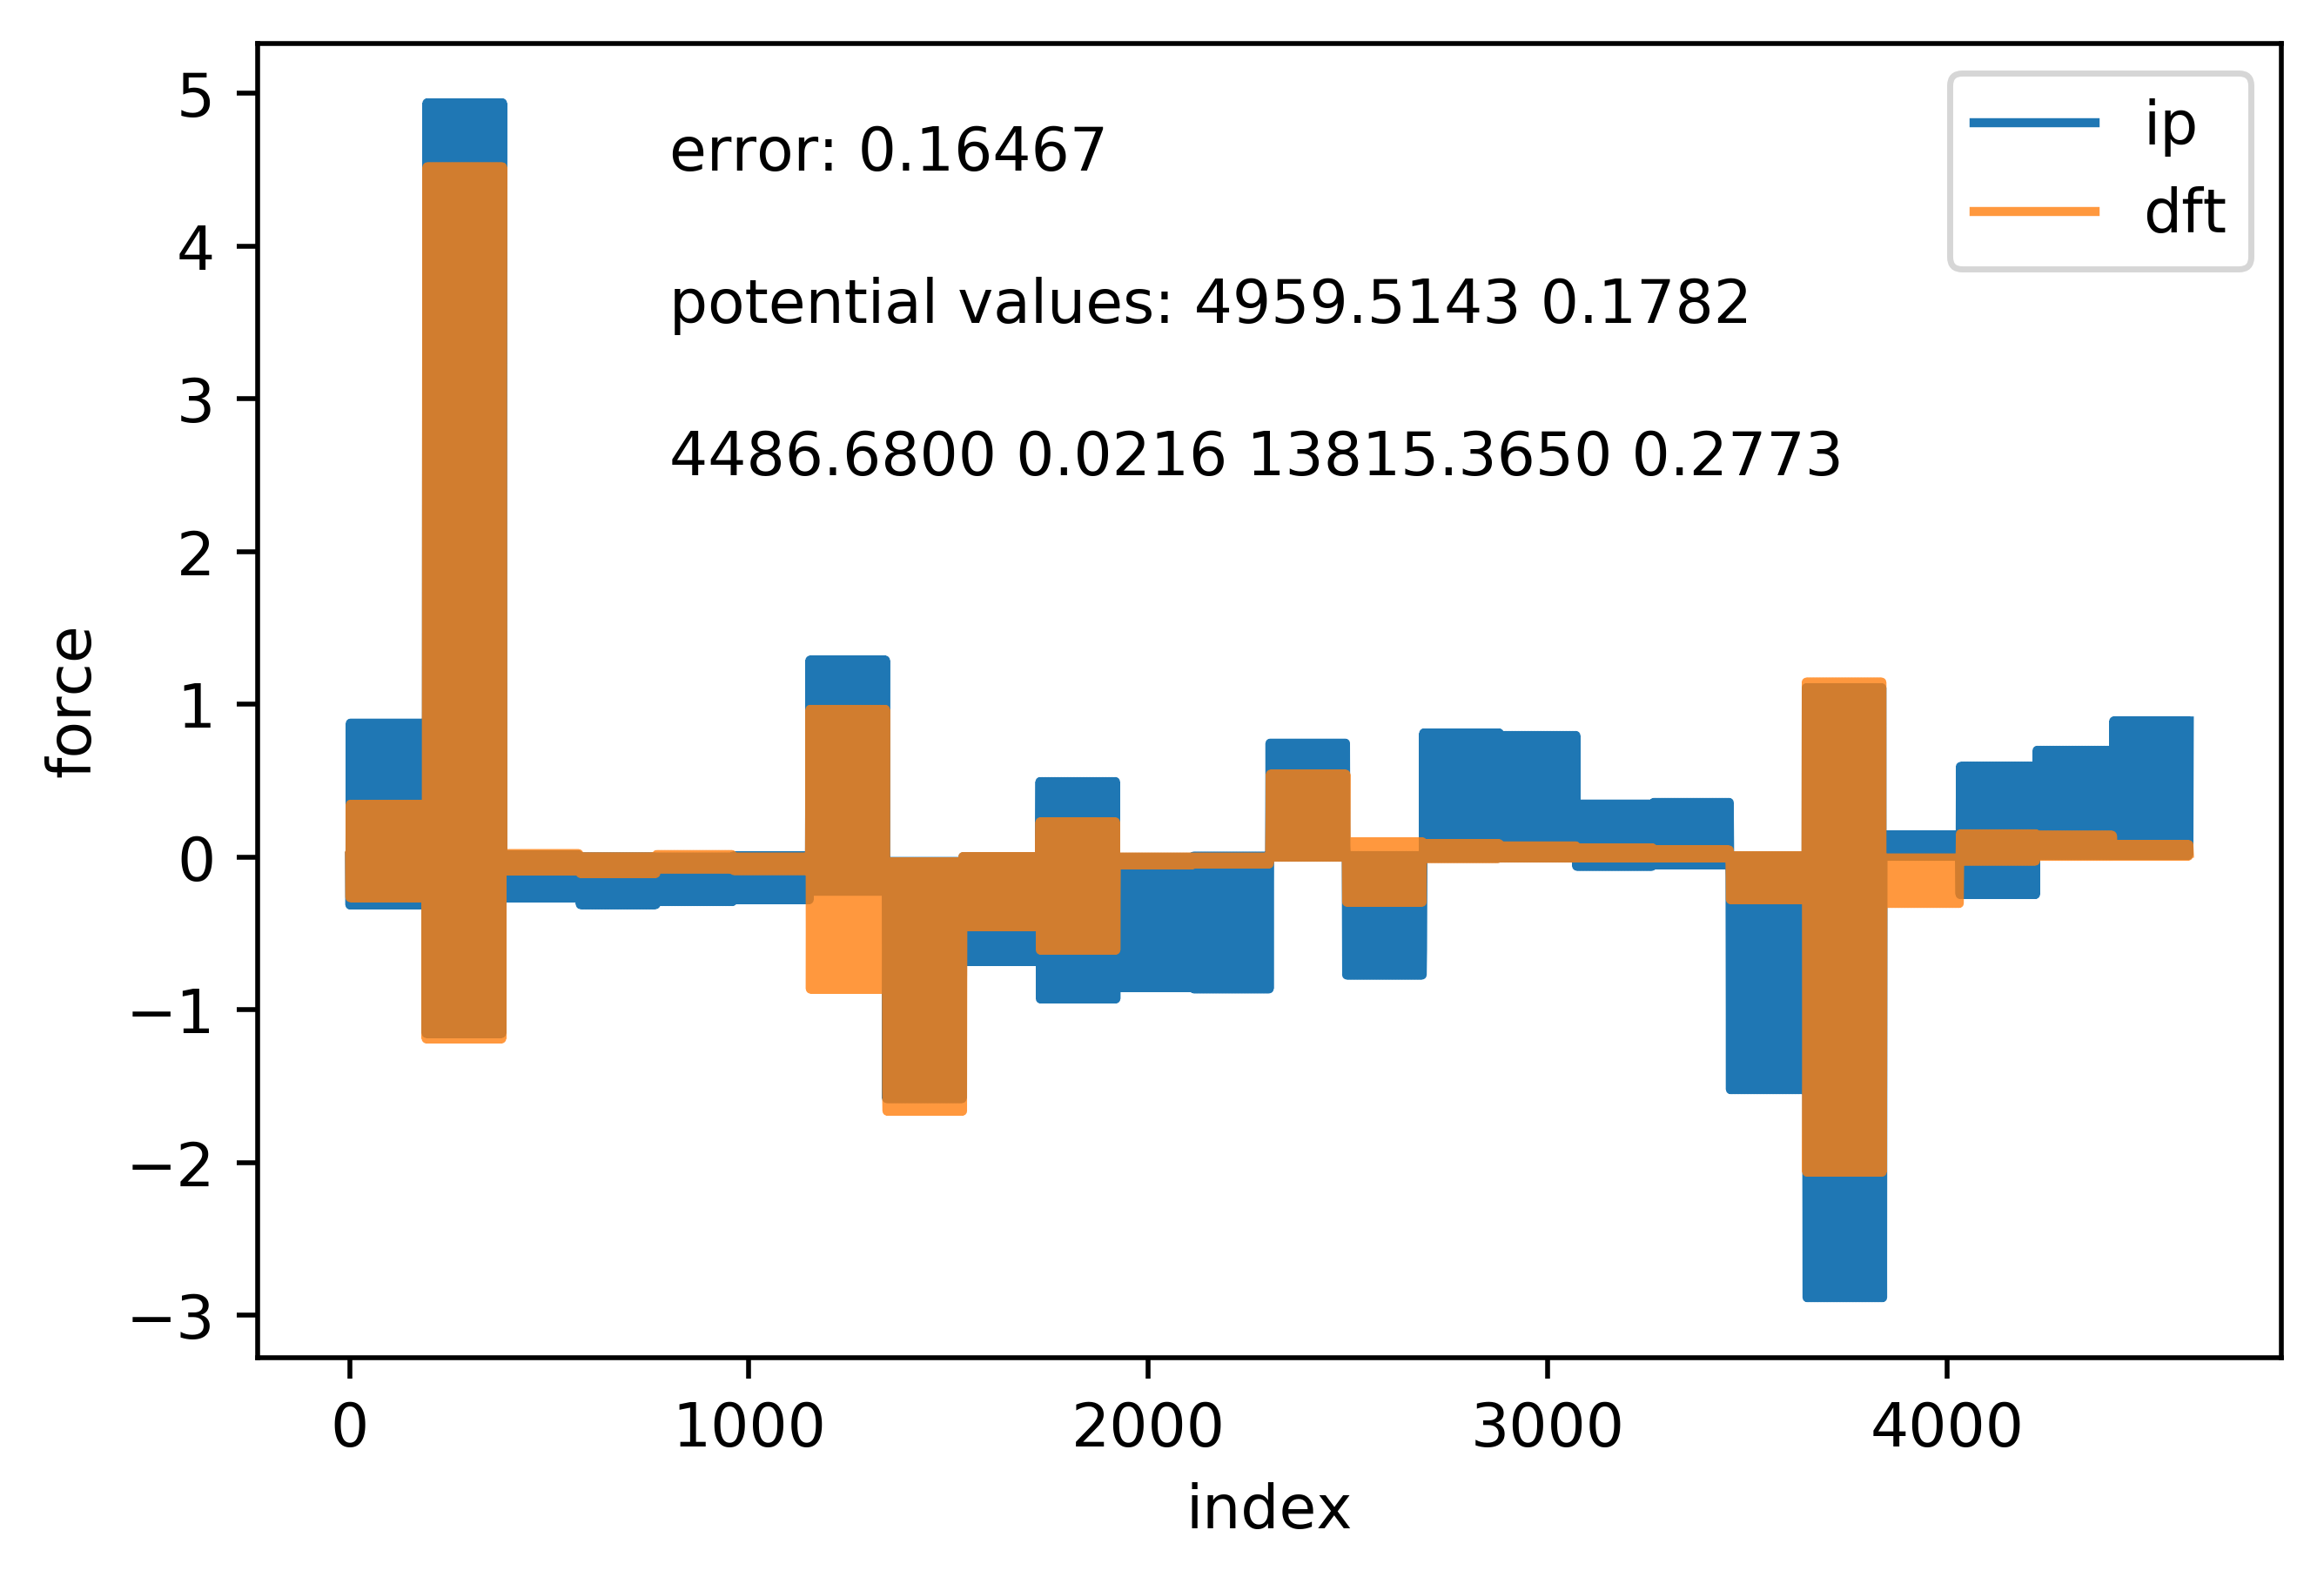 5
4
3
2
1
0
−1
−2
−3
force
error: 0.16467
potential values: 4959.5143 0.1782
4486.6800 0.0216 13815.3650 0.2773
ip
dft
0 1000 2000 3000 4000
index